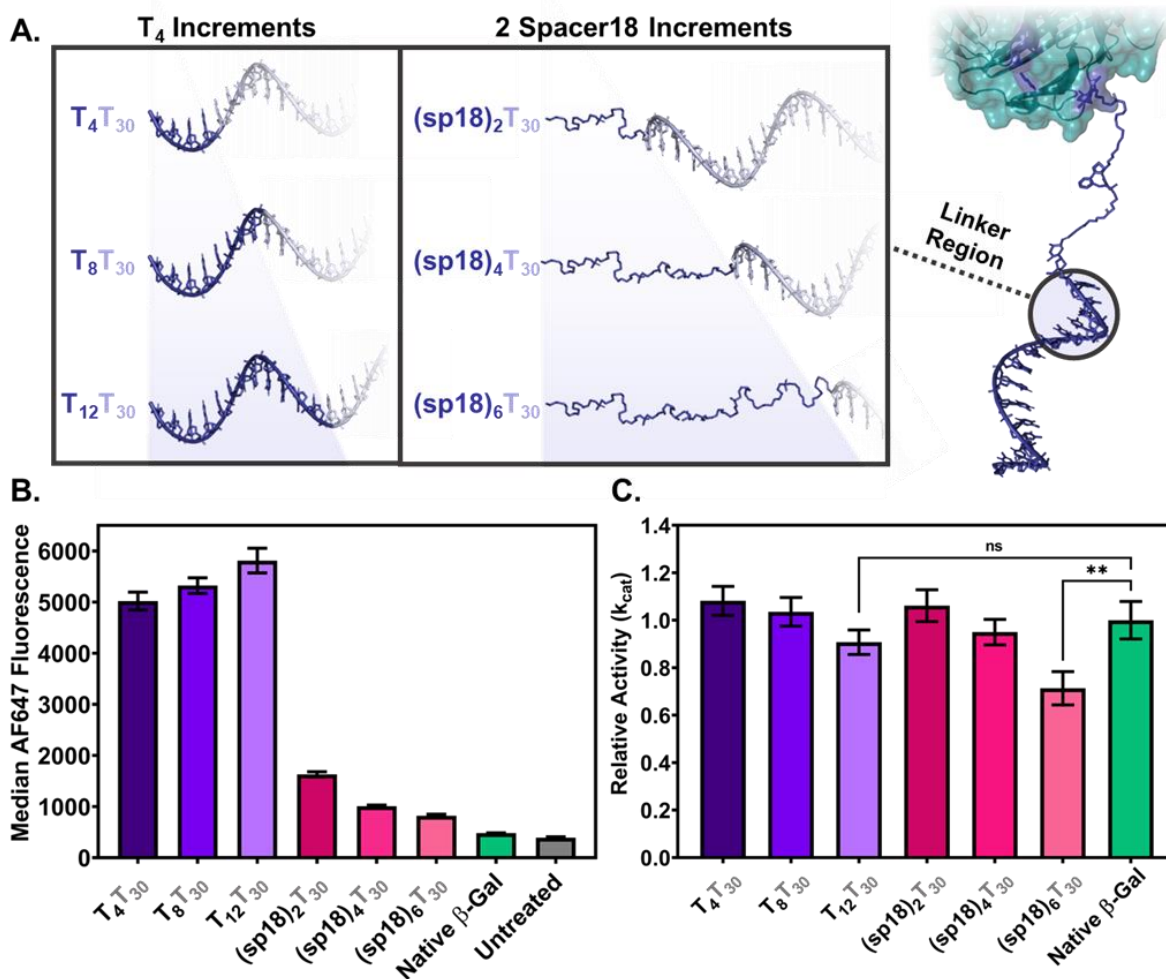 A.
T₄ Increments
2 Spacer18 Increments
T₄T₃₀
(sp18)₂T₃₀
T₈T₃₀
(sp18)₄T₃₀
T₁₂T₃₀
(sp18)₆T₃₀
Linker
Region
B.
Median AF647 Fluorescence
6000
5000
4000
3000
2000
1000
0
T₄T₃₀
T₈T₃₀
T₁₂T₃₀
(sp18)₂T₃₀
(sp18)₄T₃₀
(sp18)₆T₃₀
Native β-Gal
Untreated
C.
Relative Activity (kcat)
1.4
1.2
1.0
0.8
0.6
0.4
0.2
0.0
ns
**
T₄T₃₀
T₈T₃₀
T₁₂T₃₀
(sp18)₂T₃₀
(sp18)₄T₃₀
(sp18)₆T₃₀
Native β-Gal